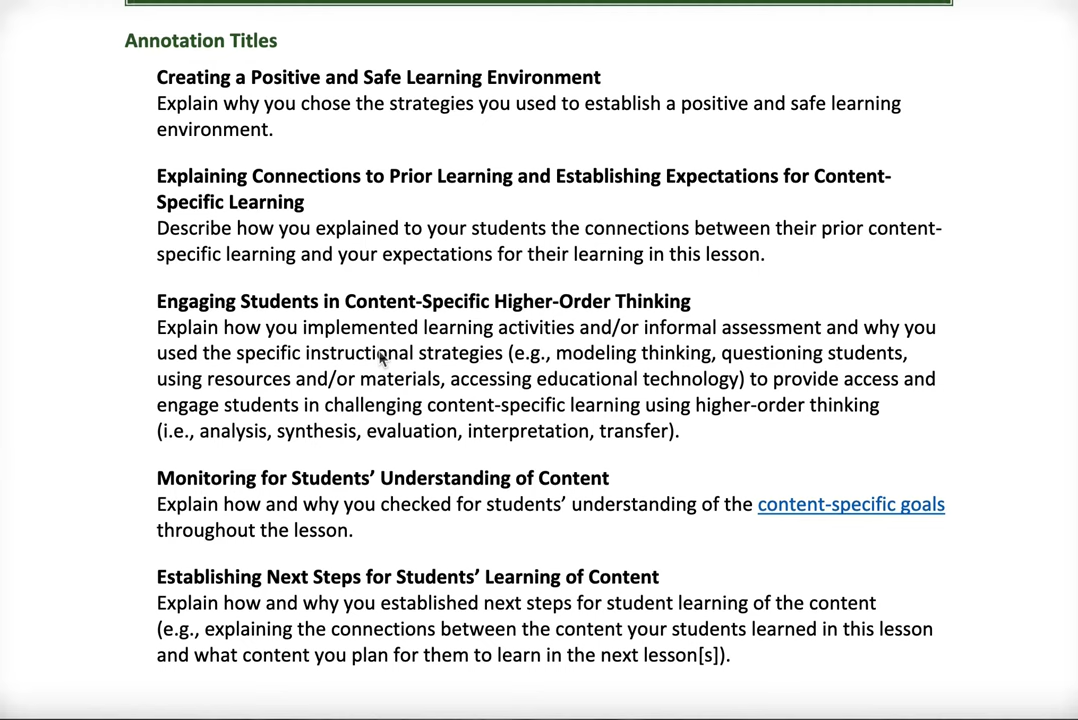 Annotation Titles
Creating a Positive and Safe Learning Environment
Explain why you chose the strategies you used to establish a positive and safe learning
environment.
Explaining Connections to Prior Learning and Establishing Expectations for Content-
Specific Learning
Describe how you explained to your students the connections between their prior content-
specific learning and your expectations for their learning in this lesson.
Engaging Students in Content-Specific Higher-Order Thinking
Explain how you implemented learning activities and/or informal assessment and why you
used the specific instructional strategies (e.g., modeling thinking, questioning students,
using resources and/or materials, accessing educational technology) to provide access and
engage students in challenging content-specific learning using higher-order thinking
(i.e., analysis, synthesis, evaluation, interpretation, transfer).
Monitoring for Students’ Understanding of Content
Explain how and why you checked for students’ understanding of the content-specific goals
throughout the lesson.
Establishing Next Steps for Students’ Learning of Content
Explain how and why you established next steps for student learning of the content
(e.g., explaining the connections between the content your students learned in this lesson
and what content you plan for them to learn in the next lesson[s]).